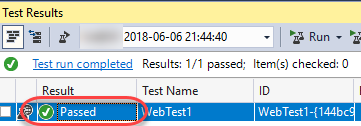 Test Results
2018-06-06 21:44:40 Run
Test run completed Results: 1/1 passed; Item(s) checked: 0
Result Test Name ID
Passed WebTest1 WebTest1-{144bc9